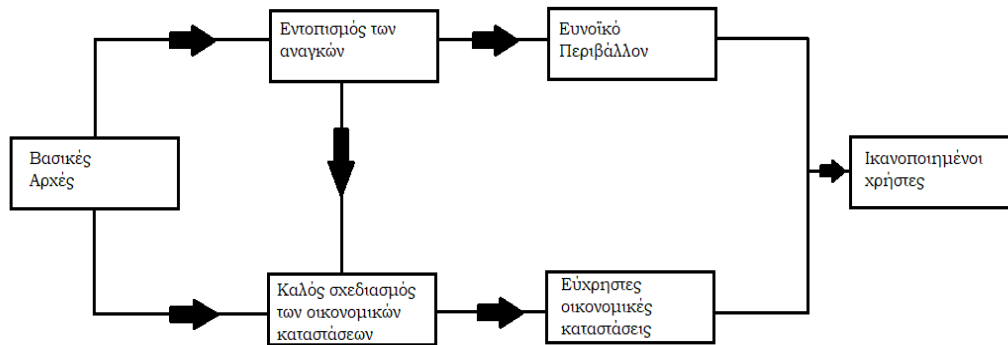 Εντοπισμός των
αναγκών
Ευνοϊκό
Περιβάλλον
Βασικές
Αρχές
Ικανοποιημένοι
χρήστες
Καλός σχεδιασμός
των οικονομικών
καταστάσεων
Εύχρηστες
οικονομικές
καταστάσεις